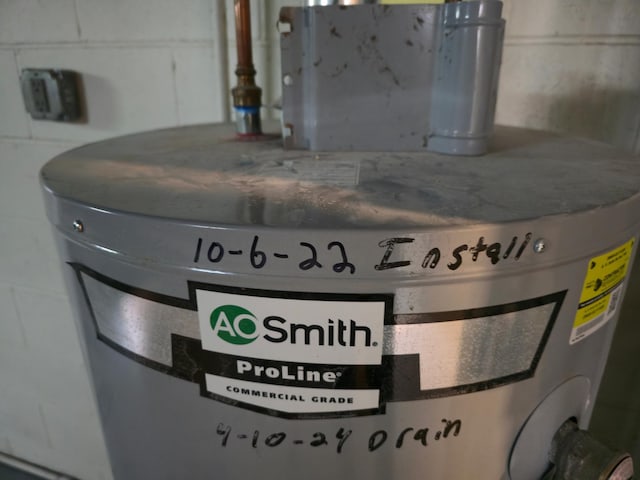 10-6-22 Install
AO Smith®
ProLine®
COMMERCIAL GRADE
4-10-24 Drain